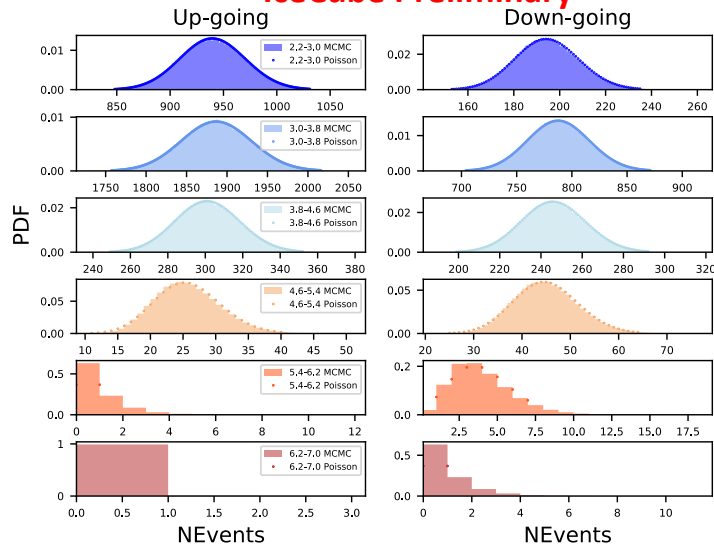 IceCube Preliminary
Up-going
Down-going
0.01
0.00
2.2-3.0 MCMC
2.2-3.0 Poisson
850 900 950 1000 1050
0.02
0.00
160 180 200 220 240 260
0.01
0.00
3.0-3.8 MCMC
3.0-3.8 Poisson
1750 1800 1850 1900 1950 2000 2050
0.01
0.00
700 750 800 850 900
PDF
0.02
0.00
3.8-4.6 MCMC
3.8-4.6 Poisson
240 260 280 300 320 340 360 380
0.02
0.00
200 220 240 260 280 300
0.05
0.00
4.6-5.4 MCMC
4.6-5.4 Poisson
10 15 20 25 30 35 40 45 50
0.05
0.00
20 30 40 50 60 70
0.5
0.0
5.4-6.2 MCMC
5.4-6.2 Poisson
0 2 4 6 8 10 12
0.2
0.0
2.5 5.0 7.5 10.0 12.5 15.0 17.5
1
0
6.2-7.0 MCMC
6.2-7.0 Poisson
0.0 0.5 1.0 1.5 2.0 2.5 3.0
0.5
0.0
0 2 4 6 8 10
NEvents
NEvents